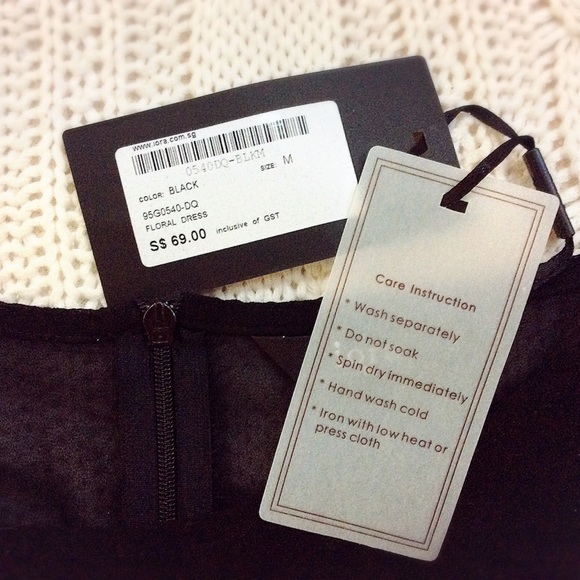 www.iora.com.sg
0540DQ-BLKM
COLOR: BLACK SIZE: M
95G0540-DQ
FLORAL DRESS
S$ 69.00 inclusive of GST
Care Instruction
* Wash separately
* Do not soak
* Spin dry immediately
* Hand wash cold
* Iron with low heat or
press cloth